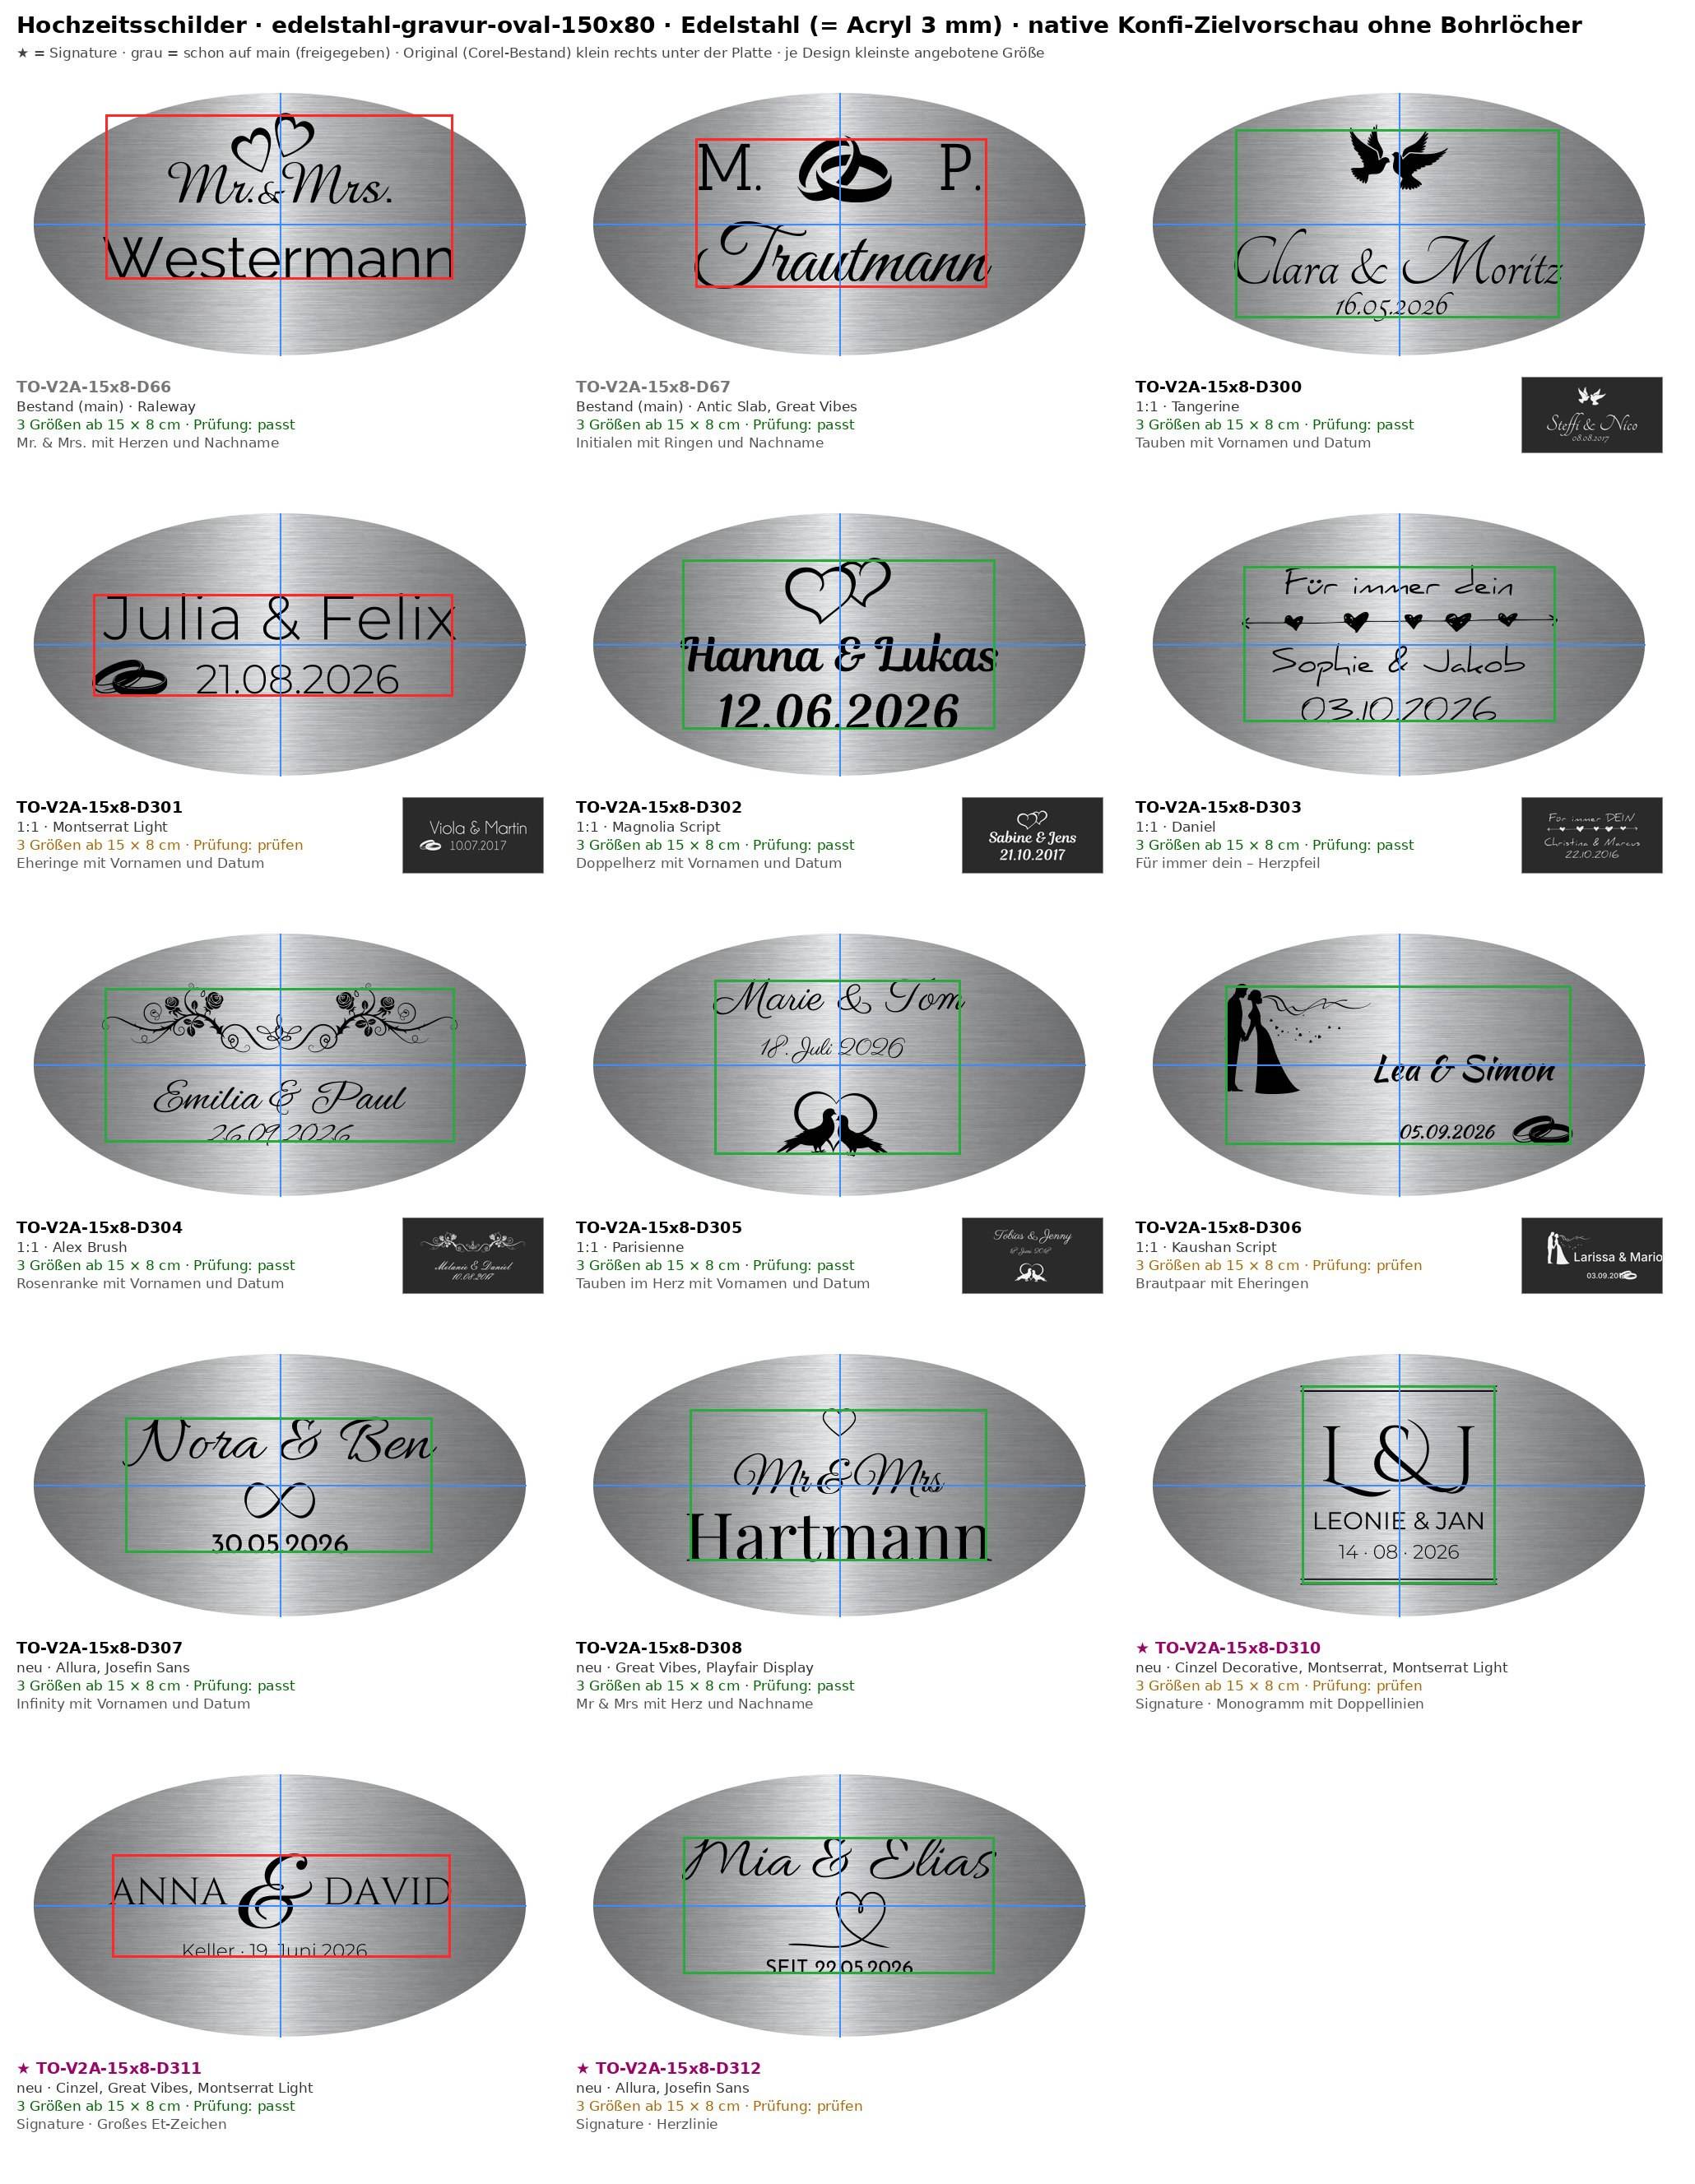 Hochzeitsschilder · edelstahl-gravur-oval-150x80 · Edelstahl (= Acryl 3 mm) · native Konfi-Zielvorschau ohne Bohrlöcher
★ = Signature · grau = schon auf main (freigegeben) · Original (Corel-Bestand) klein rechts unter der Platte · je Design kleinste angebotene Größe
Mr.&Mrs.
Westermann
TO-V2A-15x8-D66
Bestand (main) · Raleway
3 Größen ab 15 × 8 cm · Prüfung: passt
Mr. & Mrs. mit Herzen und Nachname
M. P.
Trautmann
TO-V2A-15x8-D67
Bestand (main) · Antic Slab, Great Vibes
3 Größen ab 15 × 8 cm · Prüfung: passt
Initialen mit Ringen und Nachname
Clara & Moritz
16.05.2026
TO-V2A-15x8-D300
1:1 · Tangerine
3 Größen ab 15 × 8 cm · Prüfung: passt
Tauben mit Vornamen und Datum
Steffi & Nico
08.08.2017
Julia & Felix
21.08.2026
TO-V2A-15x8-D301
1:1 · Montserrat Light
3 Größen ab 15 × 8 cm · Prüfung: prüfen
Eheringe mit Vornamen und Datum
Viola & Martin
10.07.2017
Hanna & Lukas
12.06.2026
TO-V2A-15x8-D302
1:1 · Magnolia Script
3 Größen ab 15 × 8 cm · Prüfung: passt
Doppelherz mit Vornamen und Datum
Sabine & Jens
21.10.2017
Für immer dein
Sophie & Jakob
03.10.2026
TO-V2A-15x8-D303
1:1 · Daniel
3 Größen ab 15 × 8 cm · Prüfung: passt
Für immer dein – Herzpfeil
Für immer DEIN
Christina & Marcus
22.10.2016
Emilia & Paul
26.09.2026
TO-V2A-15x8-D304
1:1 · Alex Brush
3 Größen ab 15 × 8 cm · Prüfung: passt
Rosenranke mit Vornamen und Datum
Melanie & Daniel
10.08.2017
Marie & Tom
18. Juli 2026
TO-V2A-15x8-D305
1:1 · Parisienne
3 Größen ab 15 × 8 cm · Prüfung: passt
Tauben im Herz mit Vornamen und Datum
Tobias & Jenny
Lea & Simon
05.09.2026
TO-V2A-15x8-D306
1:1 · Kaushan Script
3 Größen ab 15 × 8 cm · Prüfung: prüfen
Brautpaar mit Eheringen
Larissa & Mario
Nora & Ben
30.05.2026
TO-V2A-15x8-D307
neu · Allura, Josefin Sans
3 Größen ab 15 × 8 cm · Prüfung: passt
Infinity mit Vornamen und Datum
Mr & Mrs
Hartmann
TO-V2A-15x8-D308
neu · Great Vibes, Playfair Display
3 Größen ab 15 × 8 cm · Prüfung: passt
Mr & Mrs mit Herz und Nachname
L & J
LEONIE & JAN
14 · 08 · 2026
★ TO-V2A-15x8-D310
neu · Cinzel Decorative, Montserrat, Montserrat Light
3 Größen ab 15 × 8 cm · Prüfung: prüfen
Signature · Monogramm mit Doppellinien
ANNA & DAVID
Keller · 19. Juni 2026
★ TO-V2A-15x8-D311
neu · Cinzel, Great Vibes, Montserrat Light
3 Größen ab 15 × 8 cm · Prüfung: passt
Signature · Großes Et-Zeichen
Mia & Elias
SEIT 22.05.2026
★ TO-V2A-15x8-D312
neu · Allura, Josefin Sans
3 Größen ab 15 × 8 cm · Prüfung: prüfen
Signature · Herzlinie